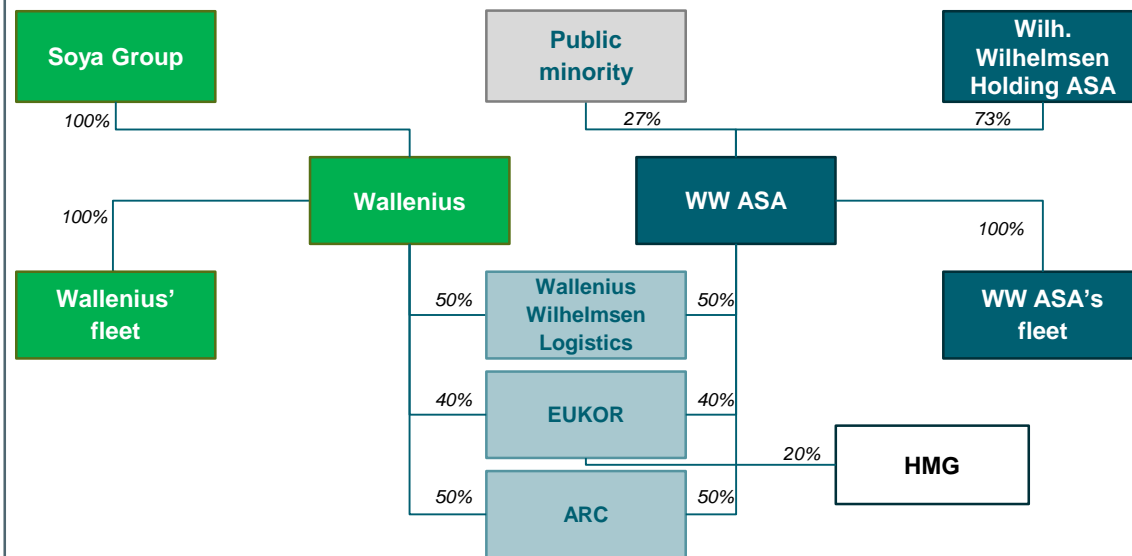 Soya Group
Public
minority
Wilh.
Wilhelmsen
Holding ASA
100%
27%
73%
Wallenius
WW ASA
100%
100%
Wallenius’
fleet
50%
Wallenius
Wilhelmsen
Logistics
50%
WW ASA’s
fleet
40%
EUKOR
40%
20%
HMG
50%
ARC
50%